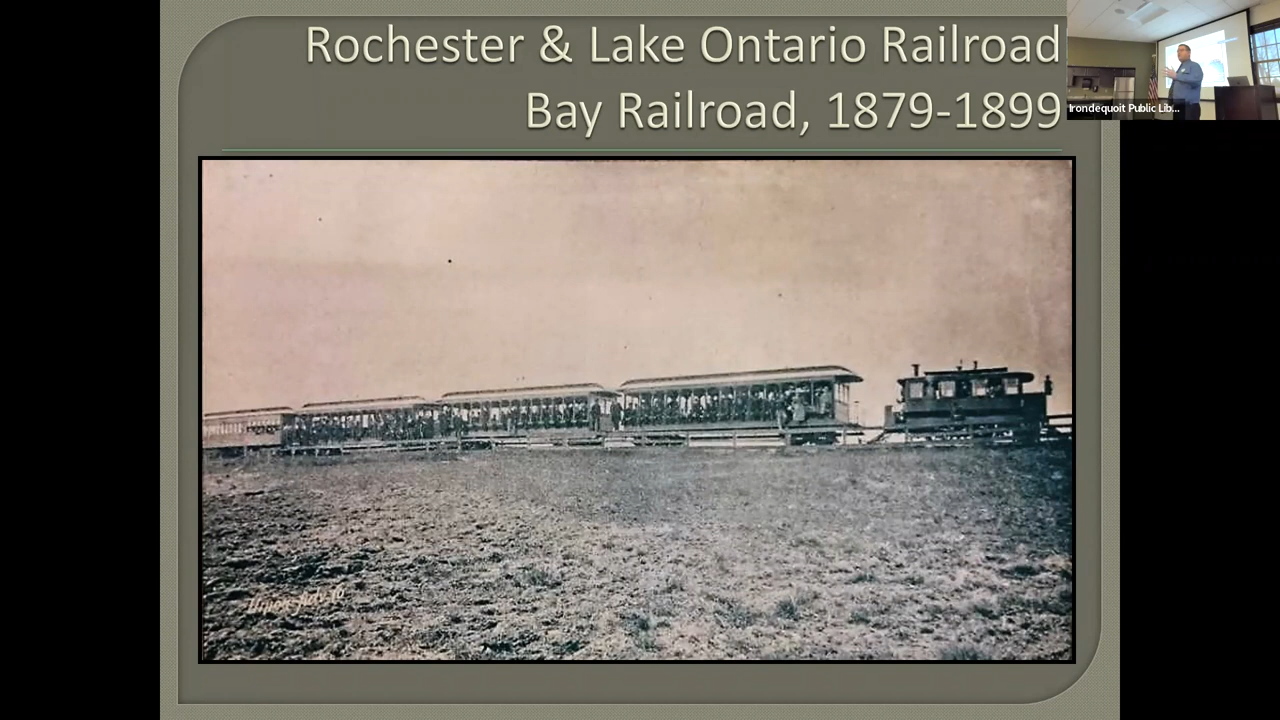 Rochester & Lake Ontario Railroad
Bay Railroad, 1879-1899
Irondequoit Public Lib...